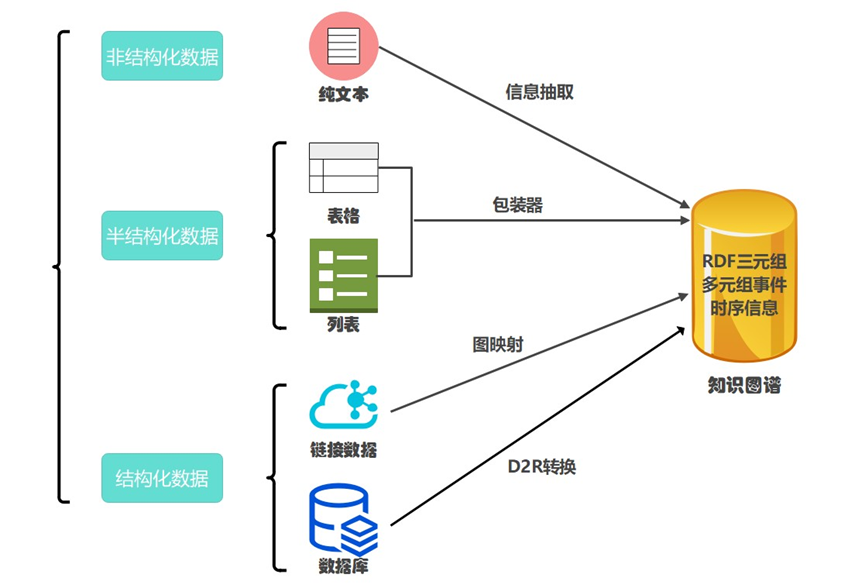 非结构化数据
纯文本
信息抽取
半结构化数据
表格
包装器
列表
RDF三元组
多元组事件
时序信息
知识图谱
图映射
结构化数据
链接数据
D2R转换
数据库